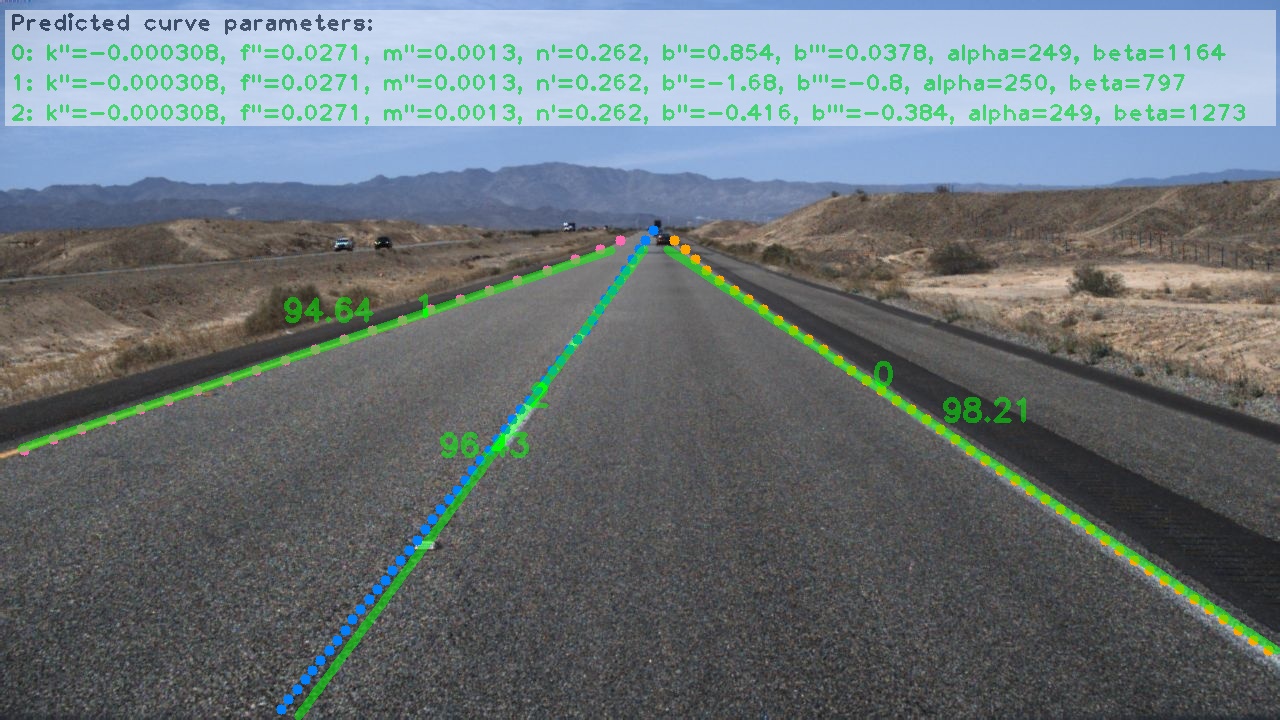 Predicted curve parameters:
0: k''=-0.000308, f''=0.0271, m''=0.0013, n'=0.262, b''=0.854, b'''=0.0378, alpha=249, beta=1164
1: k''=-0.000308, f''=0.0271, m''=0.0013, n'=0.262, b''=-1.68, b'''=-0.8, alpha=250, beta=797
2: k''=-0.000308, f''=0.0271, m''=0.0013, n'=0.262, b''=-0.416, b'''=-0.384, alpha=249, beta=1273
94.64 1
0
98.21
2